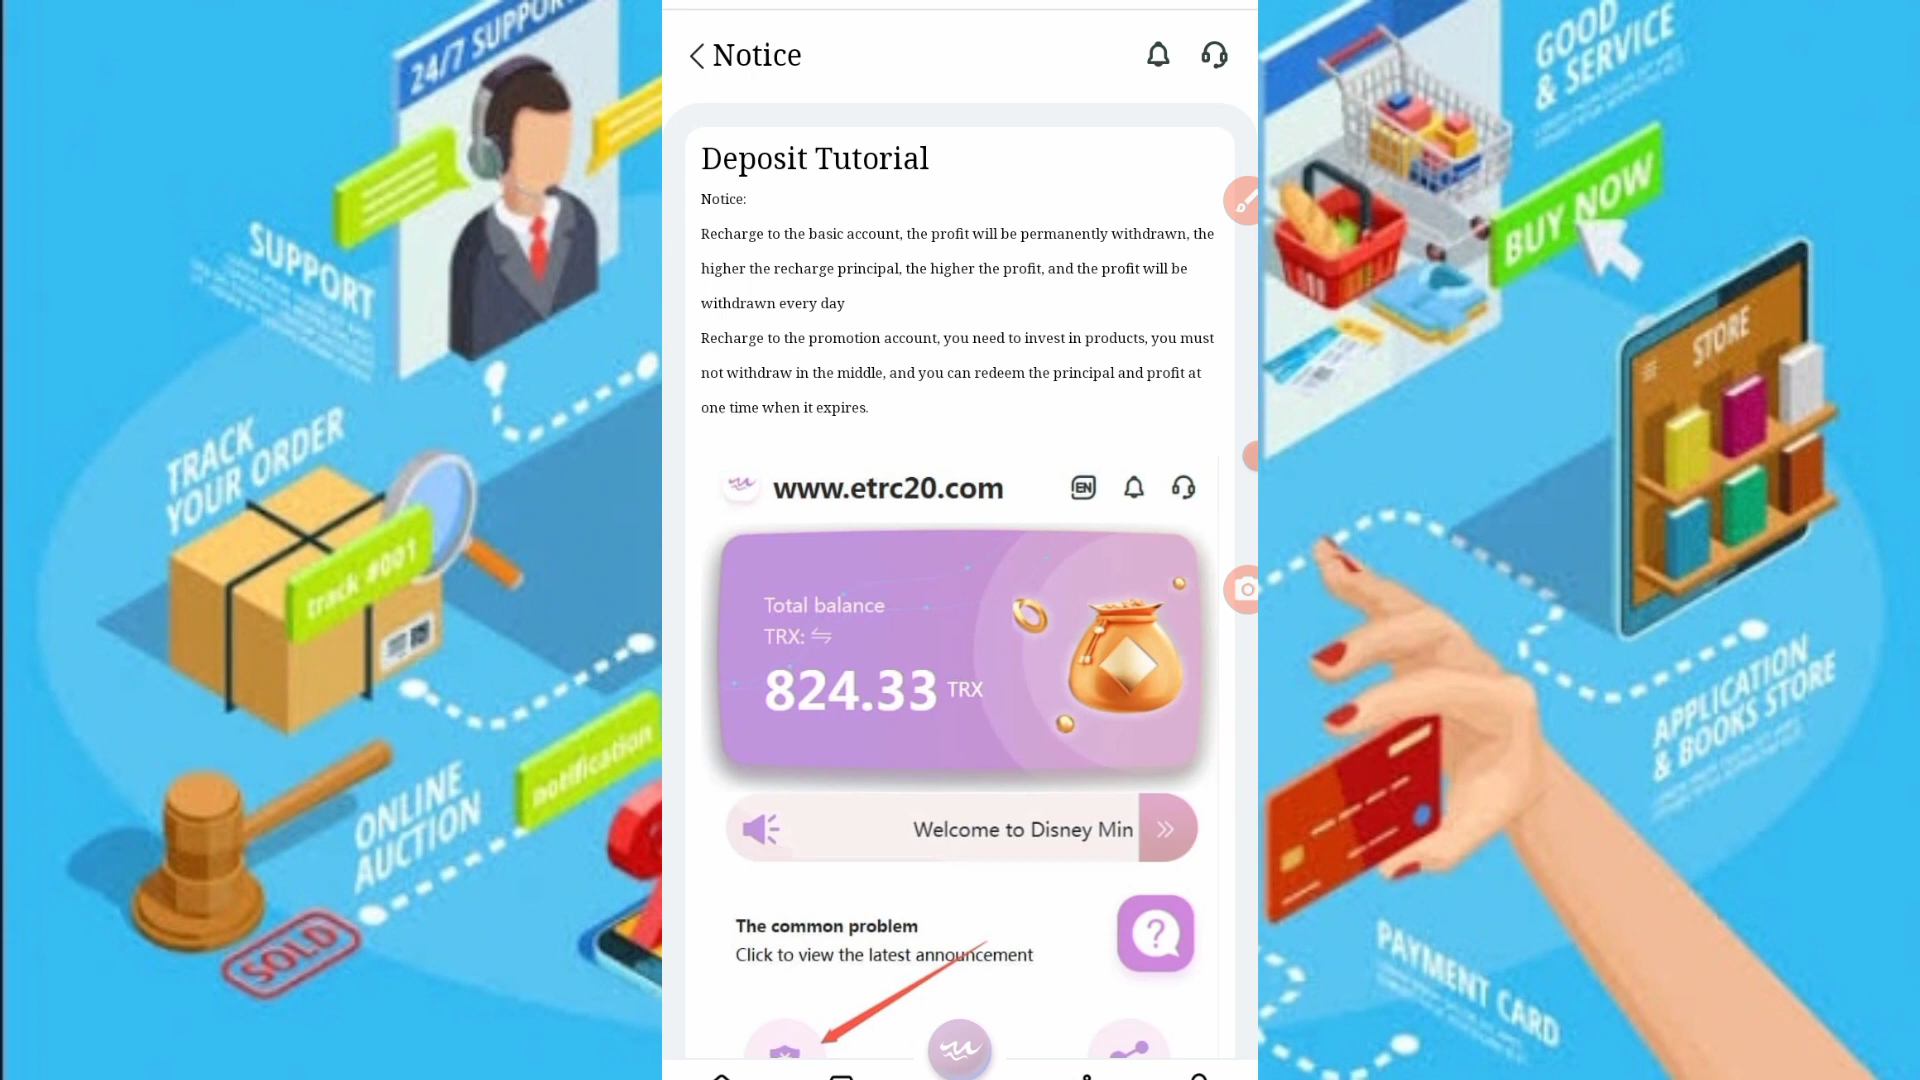 24/7 SUPPORT
SUPPORT
TRACK
YOUR ORDER
track #001
notification
ONLINE
AUCTION
SOLD
Notice
Deposit Tutorial
Notice:
Recharge to the basic account, the profit will be permanently withdrawn, the
higher the recharge principal, the higher the profit, and the profit will be
withdrawn every day
Recharge to the promotion account, you need to invest in products, you must
not withdraw in the middle, and you can redeem the principal and profit at
one time when it expires.
www.etrc20.com
EN
Total balance
TRX:
824.33 TRX
Welcome to Disney Min
The common problem
Click to view the latest announcement
GOOD
& SERVICE
BUY NOW
STORE
APPLICATION
& BOOKS STORE
PAYMENT CARD